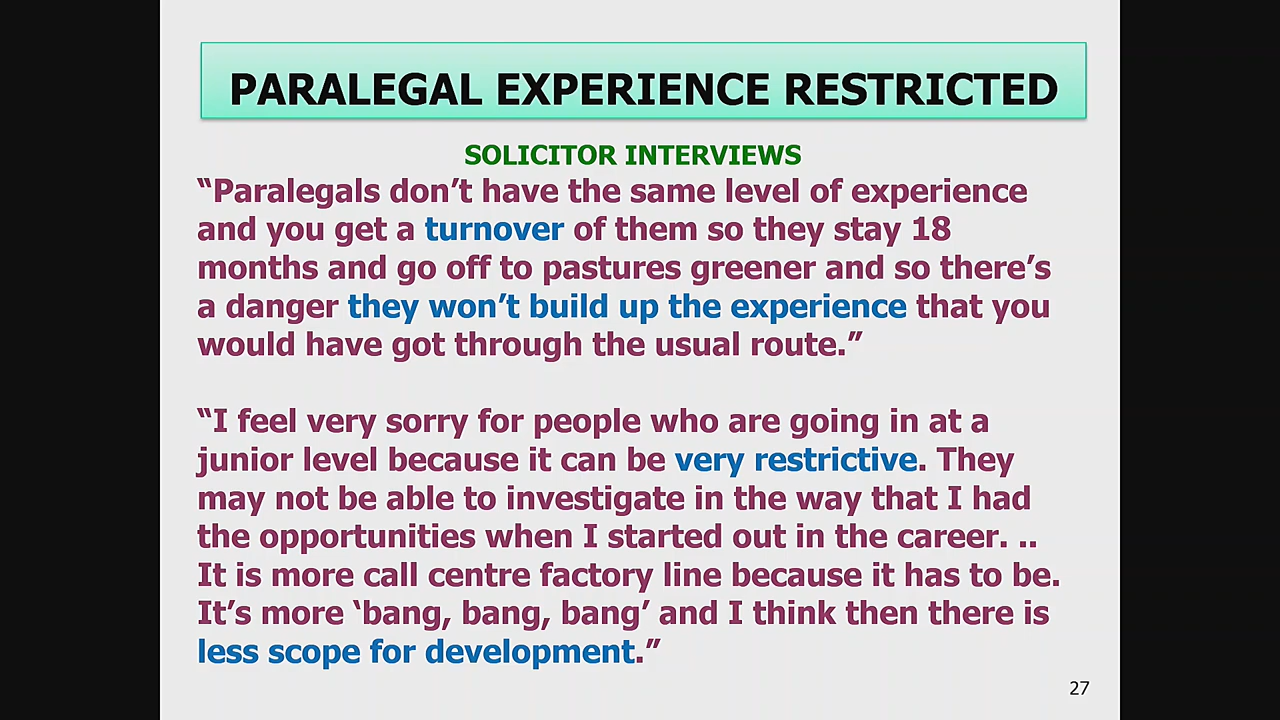 PARALEGAL EXPERIENCE RESTRICTED
SOLICITOR INTERVIEWS
“Paralegals don’t have the same level of experience
and you get a turnover of them so they stay 18
months and go off to pastures greener and so there’s
a danger they won’t build up the experience that you
would have got through the usual route.”
“I feel very sorry for people who are going in at a
junior level because it can be very restrictive. They
may not be able to investigate in the way that I had
the opportunities when I started out in the career. ..
It is more call centre factory line because it has to be.
It’s more ‘bang, bang, bang’ and I think then there is
less scope for development.”
27